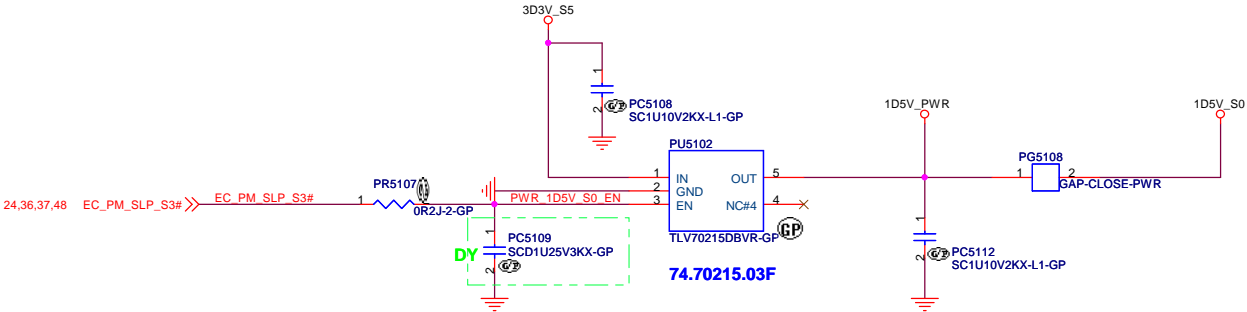 3D3V_S5
1
2
PC5108
SC1U10V2KX-L1-GP
1D5V_PWR
1D5V_S0
PU5102
1 IN OUT 5
2 GND
3 EN NC#4 4
TLV70215DBVR-GP
GP
74.70215.03F
PG5108
1 2
GAP-CLOSE-PWR
24,36,37,48 EC_PM_SLP_S3# EC_PM_SLP_S3#
PR5107
1
0R2J-2-GP
PWR_1D5V_S0_EN
DY
1
2
PC5109
SCD1U25V3KX-GP
1
2
PC5112
SC1U10V2KX-L1-GP